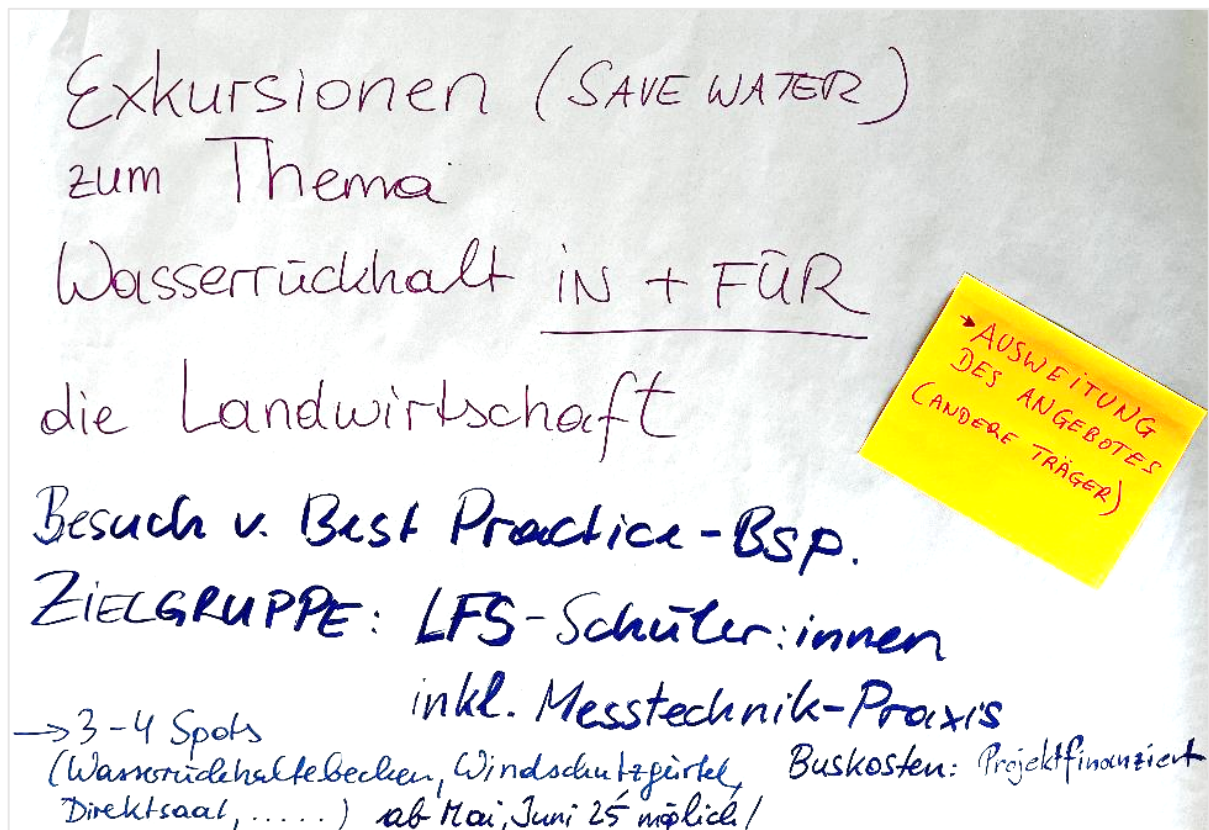 Exkursionen (SAVE WATER)
zum Thema
Wasserrückhalt IN + FÜR
die Landwirtschaft
→ AUSWEITUNG
DES ANGEBOTES
(ANDERE TRÄGER)
Besuch v. Best Practice-Bsp.
ZIELGRUPPE: LFS-Schüler:innen
inkl. Messtechnik-Praxis
→ 3-4 Spots
(Wasserrückhaltebecken, Windschutzgürtel,
Direktsaat, .....) ab Mai, Juni 25 möglich!
Buskosten: Projektfinanziert